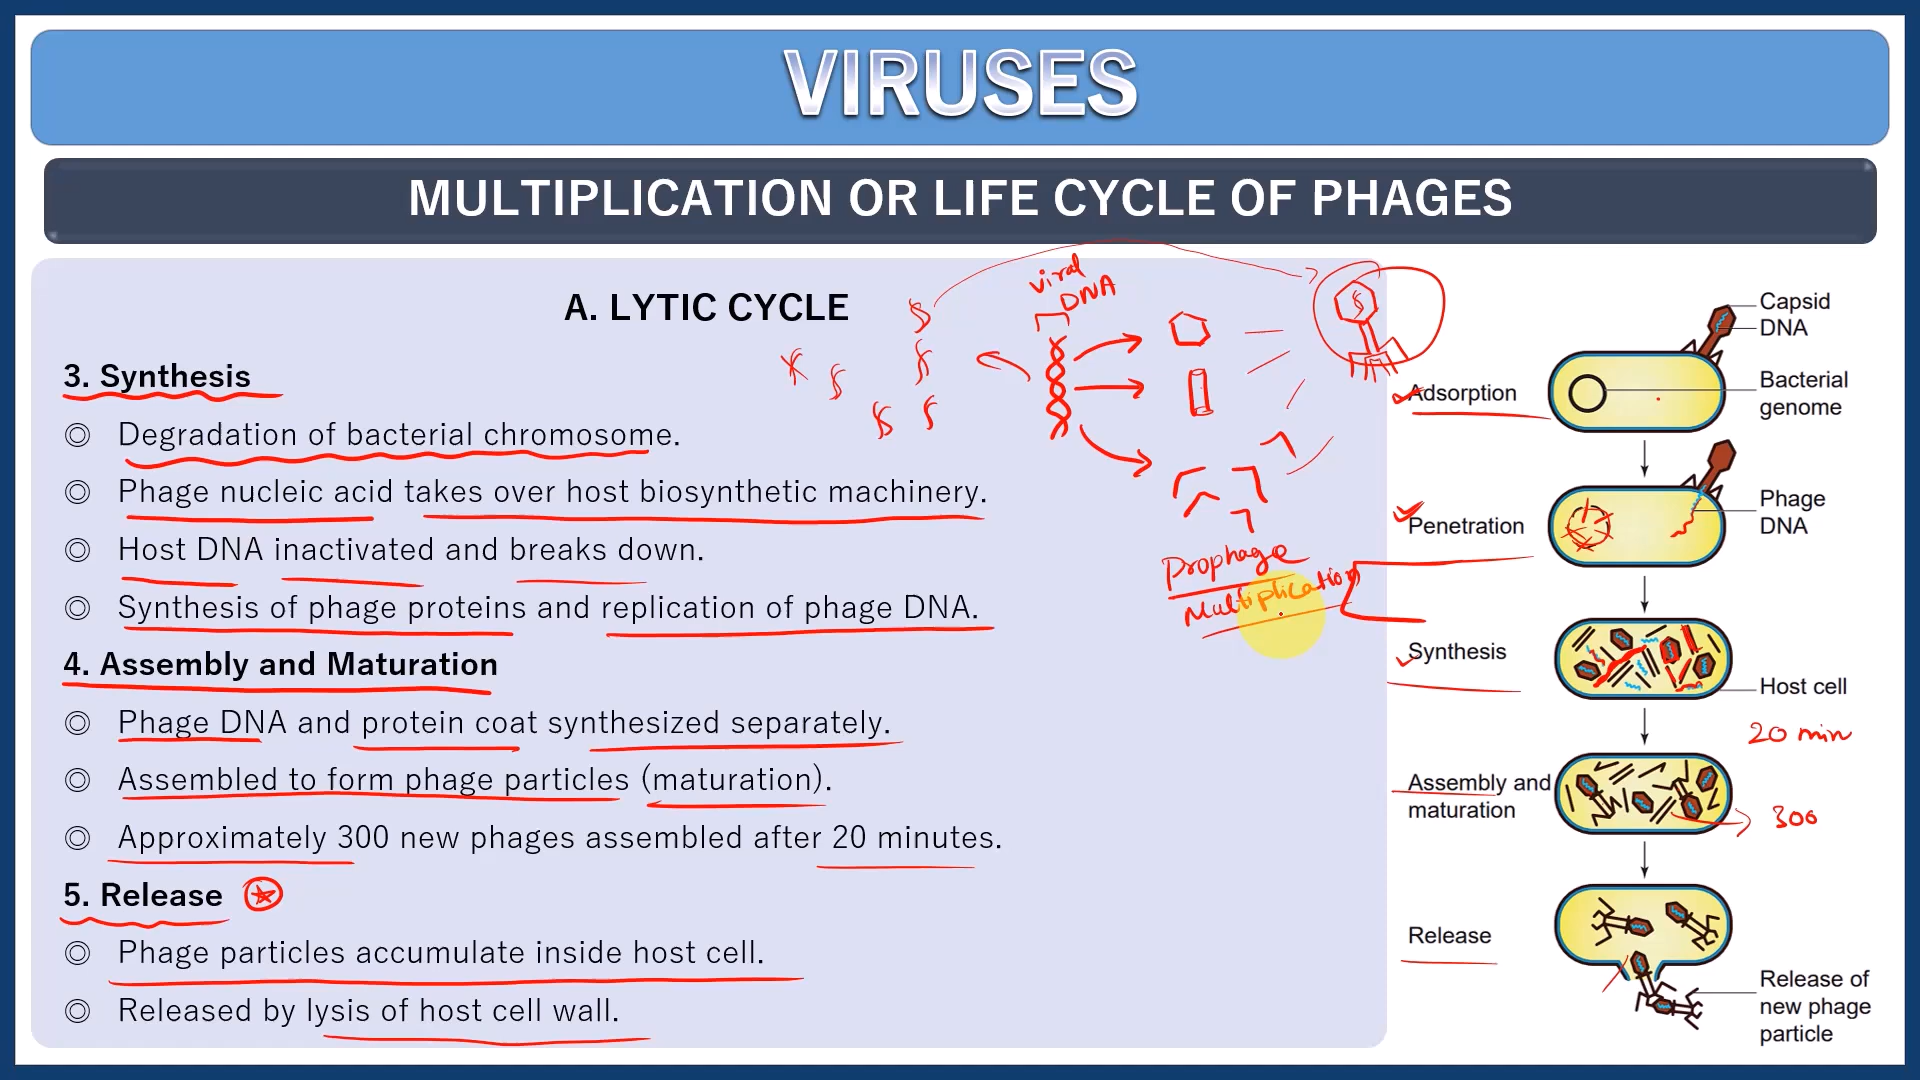 VIRUSES
MULTIPLICATION OR LIFE CYCLE OF PHAGES
A. LYTIC CYCLE
3. Synthesis
◎ Degradation of bacterial chromosome.
◎ Phage nucleic acid takes over host biosynthetic machinery.
◎ Host DNA inactivated and breaks down.
◎ Synthesis of phage proteins and replication of phage DNA.
4. Assembly and Maturation
◎ Phage DNA and protein coat synthesized separately.
◎ Assembled to form phage particles (maturation).
◎ Approximately 300 new phages assembled after 20 minutes.
5. Release
◎ Phage particles accumulate inside host cell.
◎ Released by lysis of host cell wall.
viral
DNA
Prophage
Multiplication
Capsid
DNA
Adsorption
Bacterial
genome
Penetration
Phage
DNA
Synthesis
Host cell
20 min
Assembly and
maturation
300
Release
Release of
new phage
particle